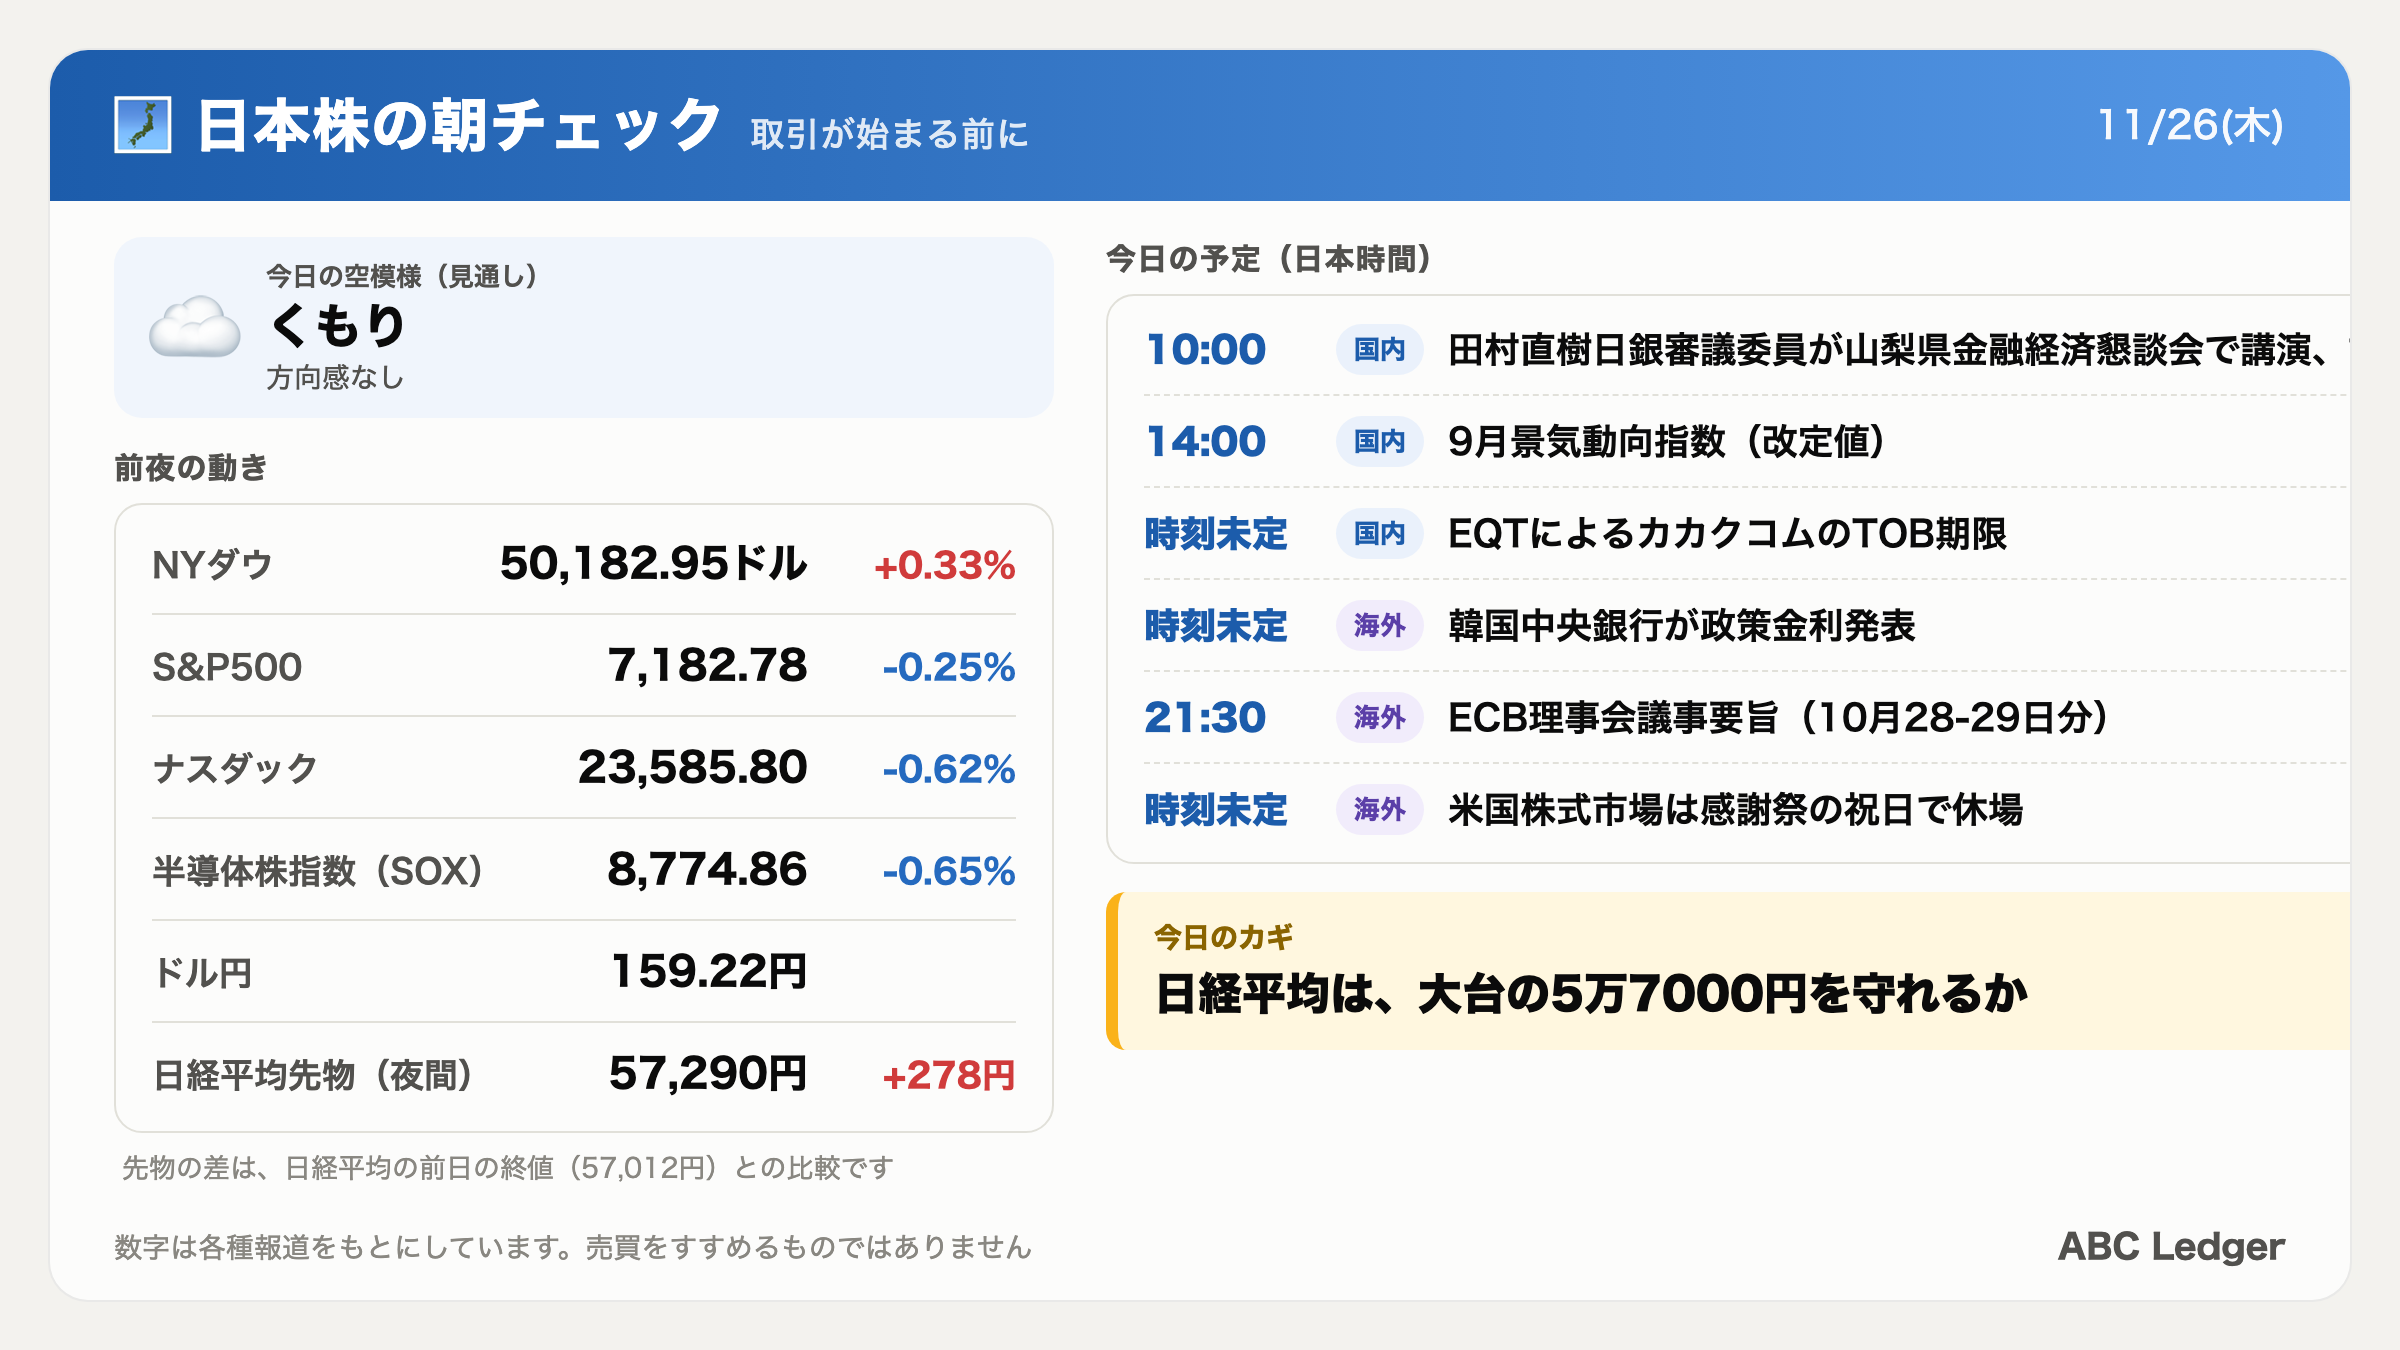 日本株の朝チェック 取引が始まる前に
11/26(木)
今日の空模様（見通し）
くもり
方向感なし
前夜の動き
NYダウ 50,182.95ドル +0.33%
S&P500 7,182.78 -0.25%
ナスダック 23,585.80 -0.62%
半導体株指数（SOX） 8,774.86 -0.65%
ドル円 159.22円
日経平均先物（夜間） 57,290円 +278円
先物の差は、日経平均の前日の終値（57,012円）との比較です
今日の予定（日本時間）
10:00 国内 田村直樹日銀審議委員が山梨県金融経済懇談会で講演、
14:00 国内 9月景気動向指数（改定値）
時刻未定 国内 EQTによるカカクコムのTOB期限
時刻未定 海外 韓国中央銀行が政策金利発表
21:30 海外 ECB理事会議事要旨（10月28-29日分）
時刻未定 海外 米国株式市場は感謝祭の祝日で休場
今日のカギ
日経平均は、大台の5万7000円を守れるか
数字は各種報道をもとにしています。売買をすすめるものではありません
ABC Ledger